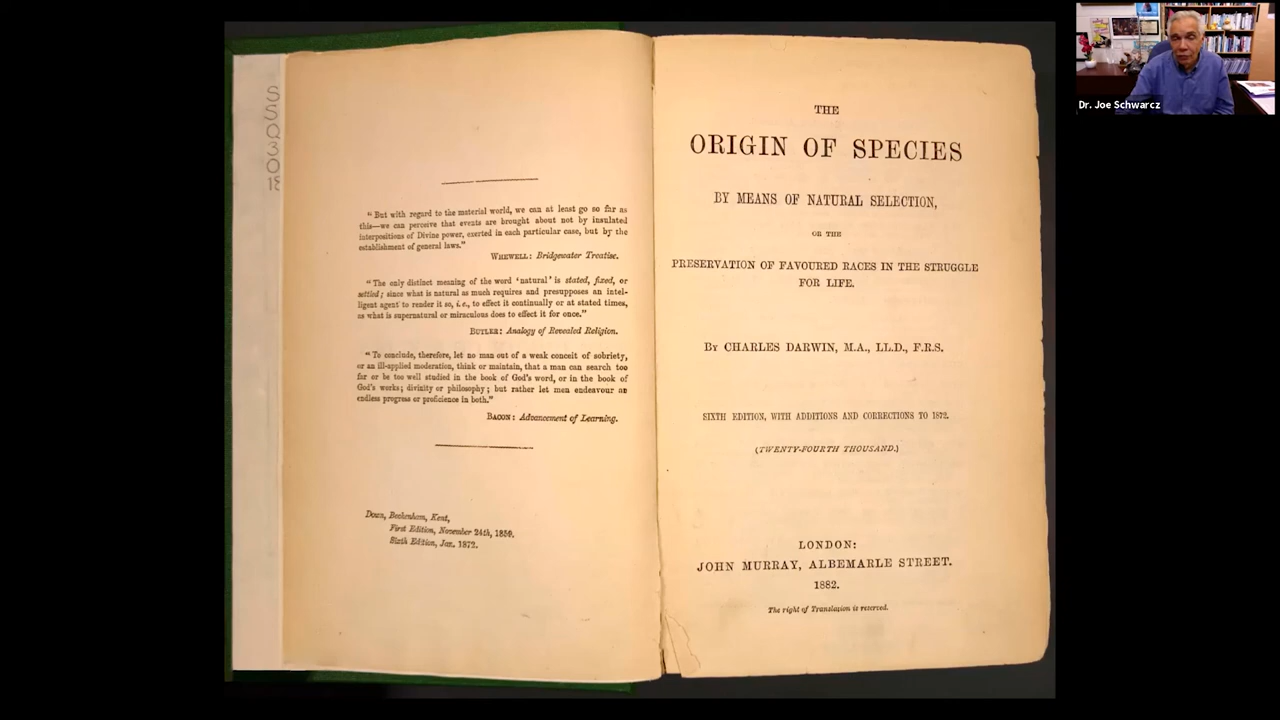 S
S
Q
3
0
"But with regard to the material world, we can at least go so far as
this—we can perceive that events are brought about not by insulated
interpositions of Divine power, exerted in each particular case, but by the
establishment of general laws."
WHEWELL: Bridgewater Treatise.
"The only distinct meaning of the word 'natural' is stated, fixed, or
settled; since what is natural as much requires and presupposes an intel-
ligent agent to render it so, i.e., to effect it continually or at stated times,
as what is supernatural or miraculous does to effect it for once."
BUTLER: Analogy of Revealed Religion.
"To conclude, therefore, let no man out of a weak conceit of sobriety,
or an ill-applied moderation, think or maintain, that a man can search too
far or be too well studied in the book of God's word, or in the book of
God's works; divinity or philosophy; but rather let men endeavour an
endless progress or proficience in both."
BACON: Advancement of Learning.
Down, Beckenham, Kent,
First Edition, November 24th, 1859.
Sixth Edition, Jan. 1872.
THE
ORIGIN OF SPECIES
BY MEANS OF NATURAL SELECTION,
OR THE
PRESERVATION OF FAVOURED RACES IN THE STRUGGLE
FOR LIFE.
BY CHARLES DARWIN, M.A., LL.D., F.R.S.
SIXTH EDITION, WITH ADDITIONS AND CORRECTIONS TO 1872.
(TWENTY-FOURTH THOUSAND.)
LONDON:
JOHN MURRAY, ALBEMARLE STREET.
1882.
The right of Translation is reserved.
Dr. Joe Schwarcz